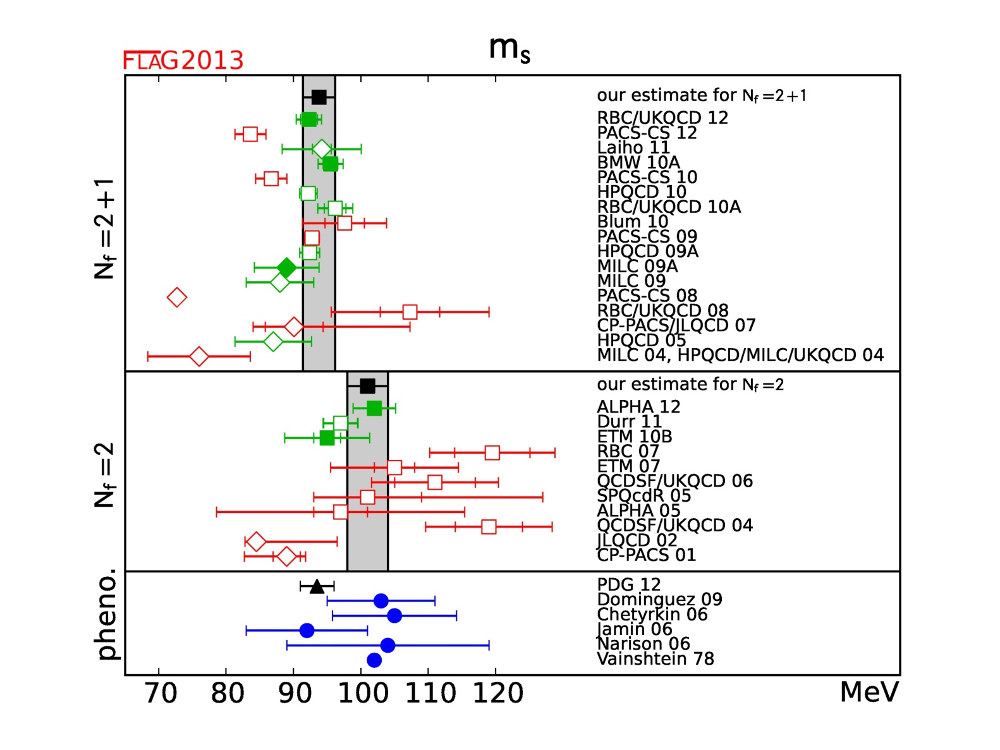 m_s
FLAG2013
N_f=2+1
our estimate for N_f=2+1
RBC/UKQCD 12
PACS-CS 12
Laiho 11
BMW 10A
PACS-CS 10
HPQCD 10
RBC/UKQCD 10A
Blum 10
PACS-CS 09
HPQCD 09A
MILC 09A
MILC 09
PACS-CS 08
RBC/UKQCD 08
CP-PACS/JLQCD 07
HPQCD 05
MILC 04, HPQCD/MILC/UKQCD 04
N_f=2
our estimate for N_f=2
ALPHA 12
Durr 11
ETM 10B
RBC 07
ETM 07
QCDSF/UKQCD 06
SPQcdR 05
ALPHA 05
QCDSF/UKQCD 04
JLQCD 02
CP-PACS 01
pheno.
PDG 12
Dominguez 09
Chetyrkin 06
Jamin 06
Narison 06
Vainshtein 78
70 80 90 100 110 120 MeV